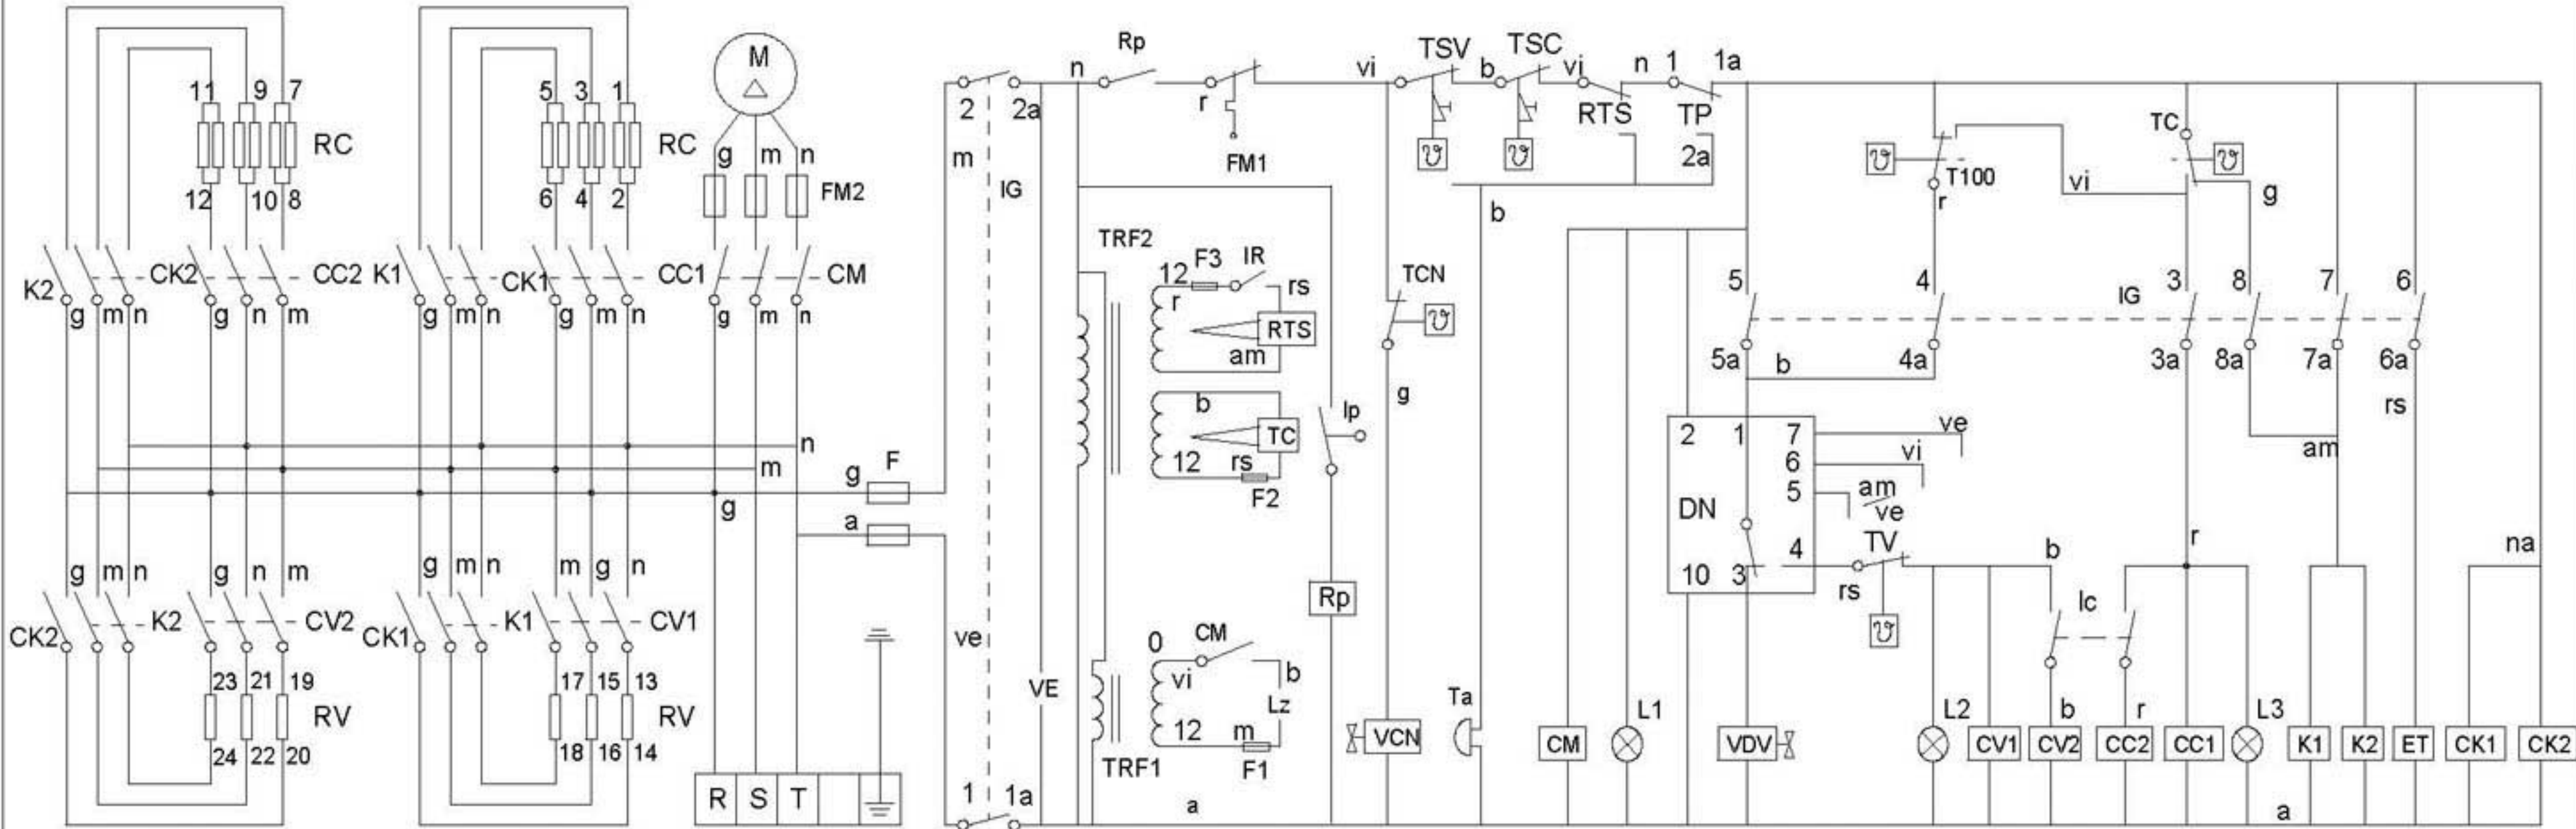 11 9 7
RC
12 10 8
K2
CK2
CC2
g m n
g n m
5 3 1
RC
6 4 2
K1
CK1
CC1
g m n
g m n
M
g m n
FM2
CM
g m n
n
m
g
g m n
g n m
CK2
K2
CV2
23 21 19
RV
24 22 20
g m n
m g n
CK1
K1
CV1
17 15 13
RV
18 16 14
R S T
g F
a
2 2a
m
IG
ve
VE
1 1a
n
Rp
r
FM1
vi
TSV
b
TSC
vi
RTS
n 1 1a
TP
2a
b
ϑ
ϑ
TRF2
12 F3 IR
r
rs
RTS
am
b
TC
12 rs
F2
Ip
TCN
ϑ
g
Rp
0 CM
vi
b
Lz
12 m
F1
TRF1
a
VCN
Ta
CM
L1
ϑ
T100
r
vi
TC
ϑ
g
5 4 3 8 7 6
IG
5a 4a 3a 8a 7a 6a
b
rs
am
2 1 7
ve
6
vi
5
am
ve
DN
10 3 4
TV
rs
ϑ
b
Ic
r
na
b r
VDV
L2
CV1
CV2
CC2
CC1
L3
K1
K2
ET
CK1
CK2
a